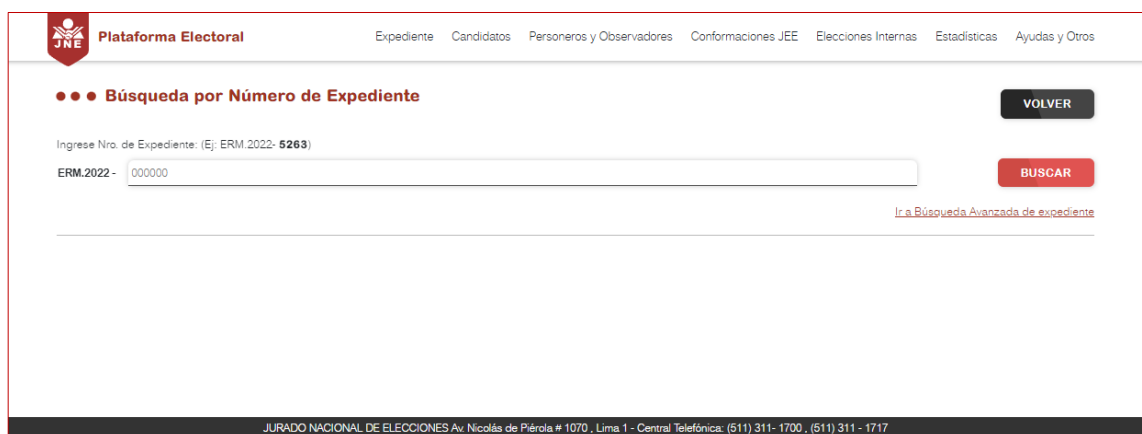 JNE
Plataforma Electoral
Expediente Candidatos Personeros y Observadores Conformaciones JEE Elecciones Internas Estadísticas Ayudas y Otros
Búsqueda por Número de Expediente
VOLVER
Ingrese Nro. de Expediente: (Ej: ERM.2022- 5263)
ERM.2022 - 000000
BUSCAR
Ir a Búsqueda Avanzada de expediente
JURADO NACIONAL DE ELECCIONES Av. Nicolás de Piérola # 1070 , Lima 1 - Central Telefónica: (511) 311- 1700 , (511) 311 - 1717